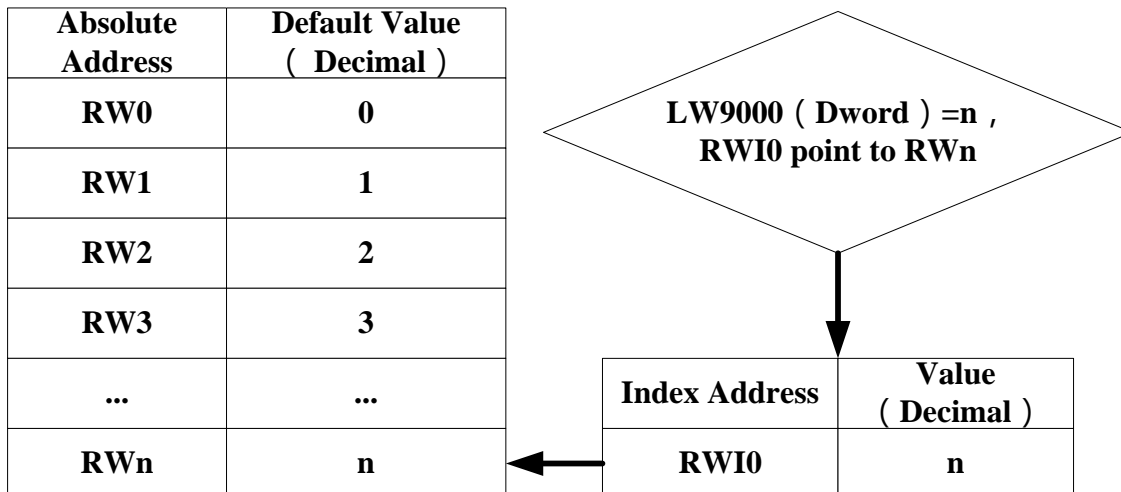 Absolute Address
Default Value
( Decimal )
RW0
0
RW1
1
RW2
2
RW3
3
...
...
RWn
n
LW9000 ( Dword ) =n ,
RWI0 point to RWn
Index Address
Value
( Decimal )
RWI0
n